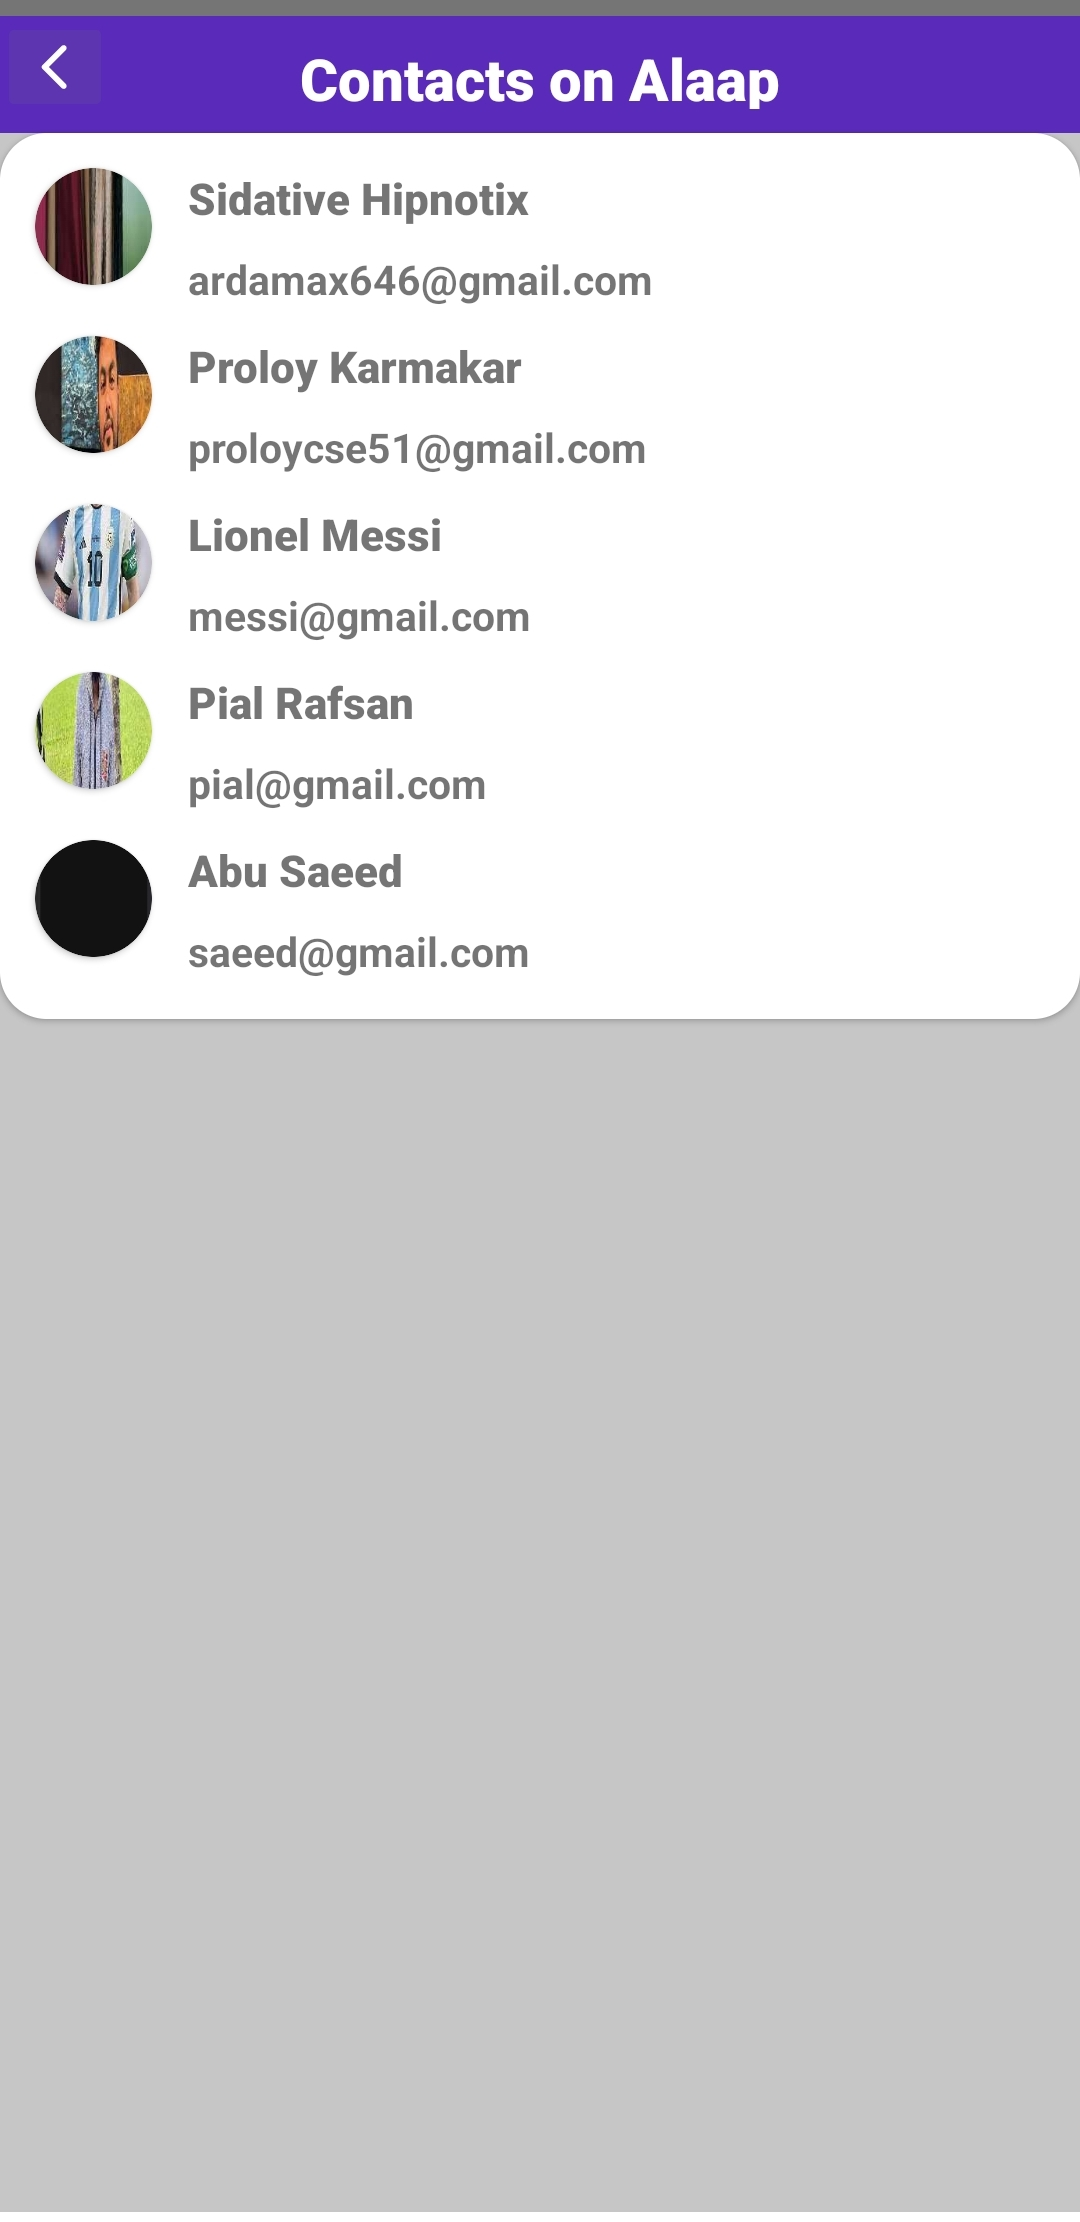 Contacts on Alaap
Sidative Hipnotix
ardamax646@gmail.com
Proloy Karmakar
proloycse51@gmail.com
Lionel Messi
messi@gmail.com
10
Pial Rafsan
pial@gmail.com
Abu Saeed
saeed@gmail.com